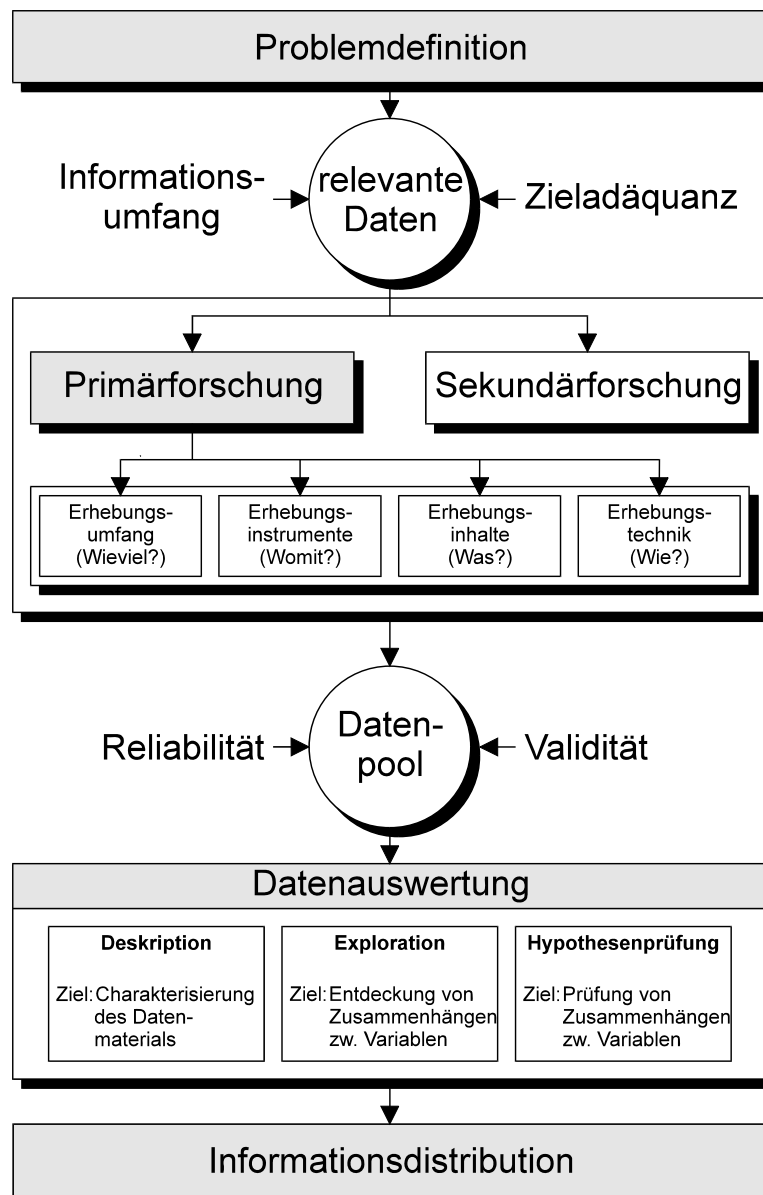 Problemdefinition
Informations-
umfang
relevante
Daten
Zieladäquanz
Primärforschung
Sekundärforschung
Erhebungs-
umfang
(Wieviel?)
Erhebungs-
instrumente
(Womit?)
Erhebungs-
inhalte
(Was?)
Erhebungs-
technik
(Wie?)
Reliabilität
Daten-
pool
Validität
Datenauswertung
Deskription
Ziel: Charakterisierung
des Daten-
materials
Exploration
Ziel: Entdeckung von
Zusammenhängen
zw. Variablen
Hypothesenprüfung
Ziel: Prüfung von
Zusammenhängen
zw. Variablen
Informationsdistribution